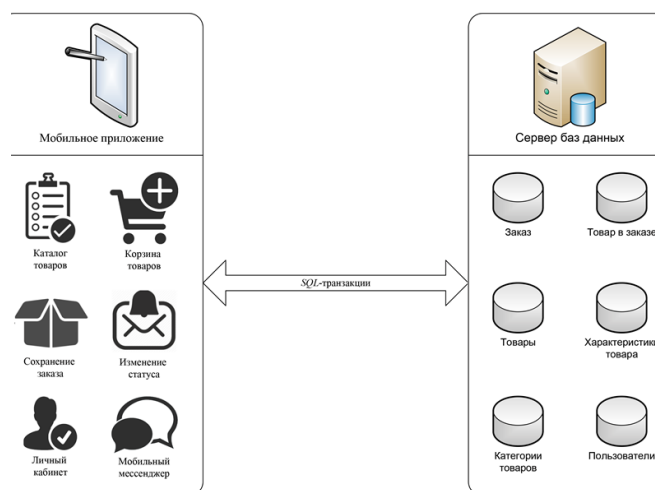 Мобильное приложение
Каталог
товаров
Корзина
товаров
Сохранение
заказа
Изменение
статуса
Личный
кабинет
Мобильный
мессенджер
SQL-транзакции
Сервер баз данных
Заказ
Товар в заказе
Товары
Характеристики
товара
Категории
товаров
Пользователи